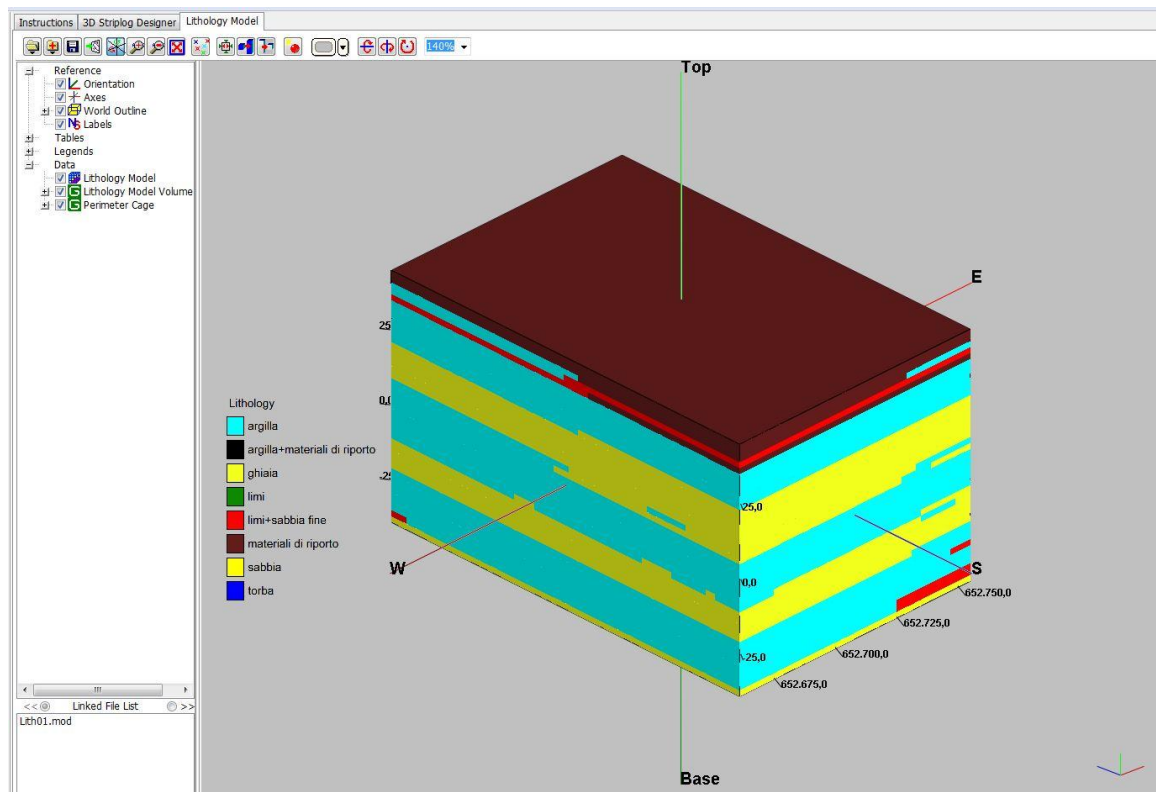 Instructions 3D Striplog Designer Lithology Model
140%
Reference
Orientation
Axes
World Outline
Labels
Tables
Legends
Data
Lithology Model
Lithology Model Volume
Perimeter Cage
<< Linked File List >>
Lith01.mod
Top
E
W
S
Base
25
0,0
-25
25,0
0,0
-25,0
652.750,0
652.725,0
652.700,0
652.675,0
Lithology
argilla
argilla+materiali di riporto
ghiaia
limi
limi+sabbia fine
materiali di riporto
sabbia
torba